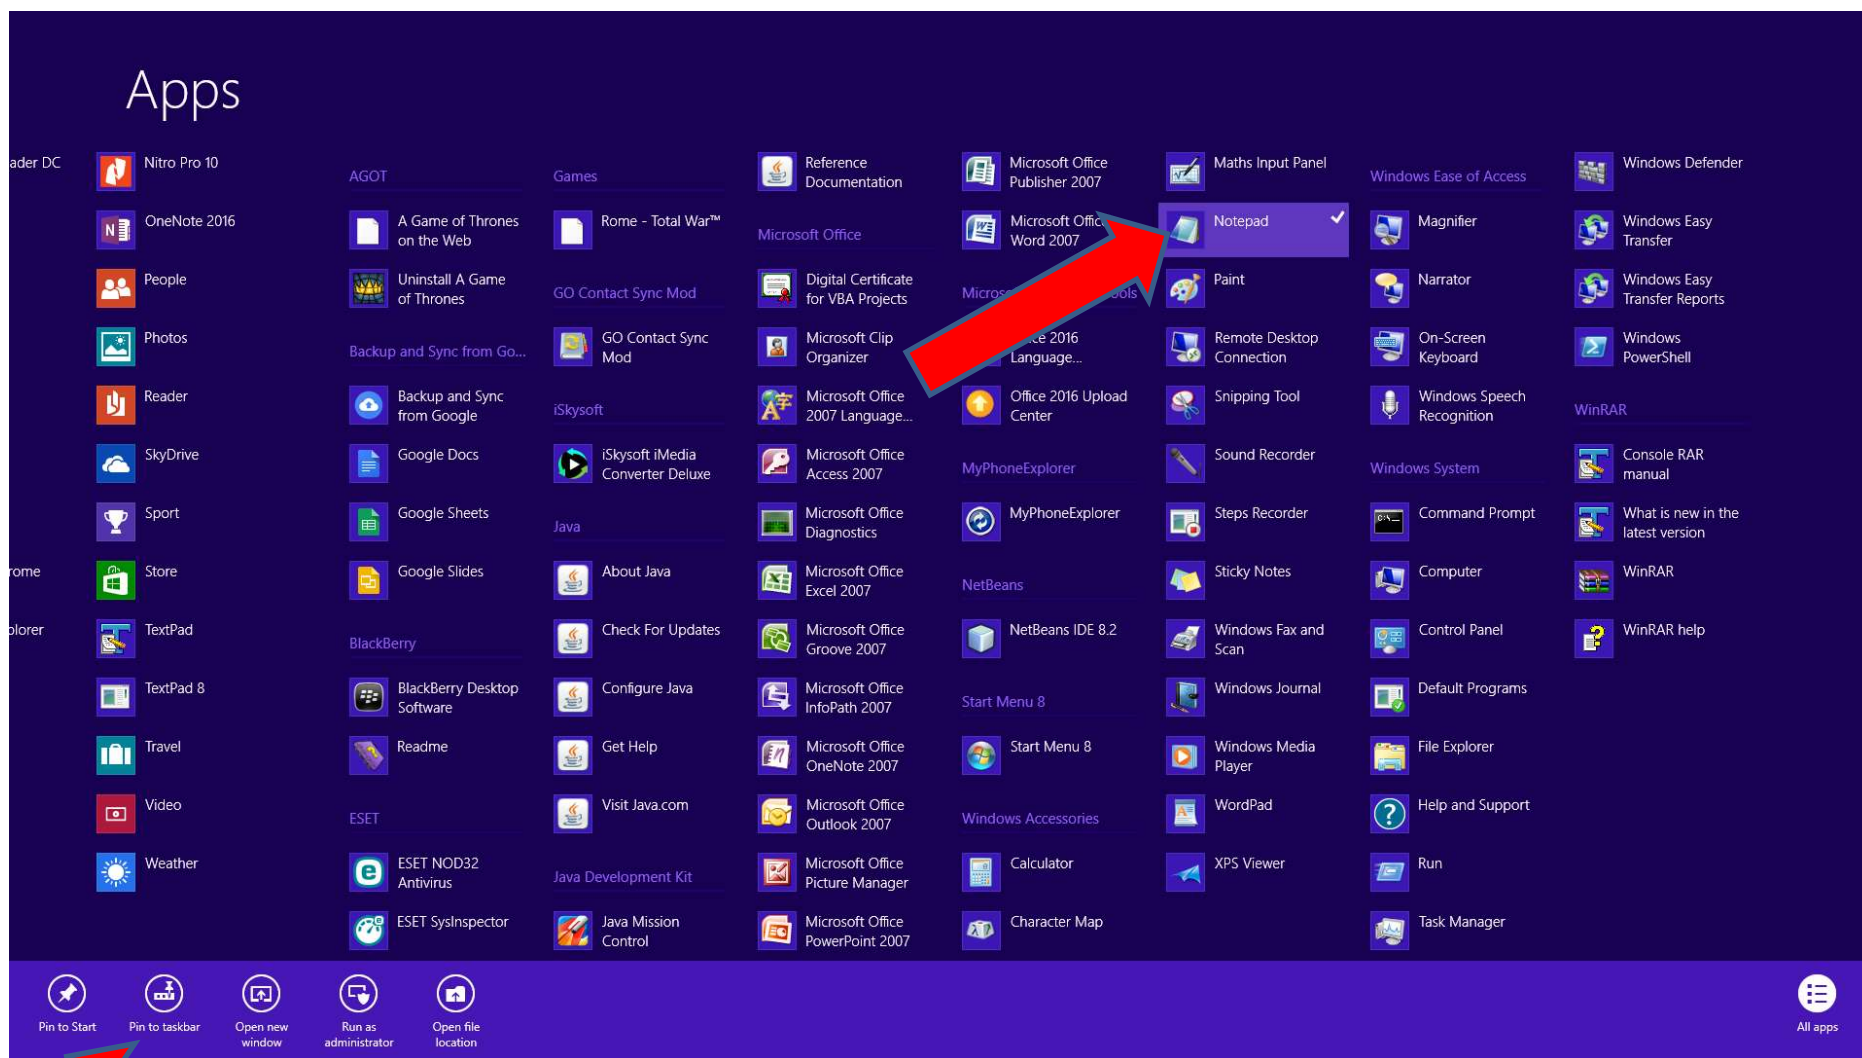 Apps
ader DC
rome
plorer
Nitro Pro 10
OneNote 2016
People
Photos
Reader
SkyDrive
Sport
Store
TextPad
TextPad 8
Travel
Video
Weather
AGOT
A Game of Thrones
on the Web
Uninstall A Game
of Thrones
Backup and Sync from Go...
Backup and Sync
from Google
Google Docs
Google Sheets
Google Slides
BlackBerry
BlackBerry Desktop
Software
Readme
ESET
ESET NOD32
Antivirus
ESET SysInspector
Games
Rome - Total War™
GO Contact Sync Mod
GO Contact Sync
Mod
iSkysoft
iSkysoft iMedia
Converter Deluxe
Java
About Java
Check For Updates
Configure Java
Get Help
Visit Java.com
Java Development Kit
Java Mission
Control
Reference
Documentation
Microsoft Office
Digital Certificate
for VBA Projects
Microsoft Clip
Organizer
Microsoft Office
2007 Language...
Microsoft Office
Access 2007
Microsoft Office
Diagnostics
Microsoft Office
Excel 2007
Microsoft Office
Groove 2007
Microsoft Office
InfoPath 2007
Microsoft Office
OneNote 2007
Microsoft Office
Outlook 2007
Microsoft Office
Picture Manager
Microsoft Office
PowerPoint 2007
Microsoft Office
Publisher 2007
Microsoft Office
Word 2007
2016
Language...
Office 2016 Upload
Center
MyPhoneExplorer
MyPhoneExplorer
NetBeans
NetBeans IDE 8.2
Start Menu 8
Start Menu 8
Windows Accessories
Calculator
Character Map
Maths Input Panel
Notepad
Paint
Remote Desktop
Connection
Snipping Tool
Sound Recorder
Steps Recorder
Sticky Notes
Windows Fax and
Scan
Windows Journal
Windows Media
Player
WordPad
XPS Viewer
Windows Ease of Access
Magnifier
Narrator
On-Screen
Keyboard
Windows Speech
Recognition
Windows System
Command Prompt
Computer
Control Panel
Default Programs
File Explorer
Help and Support
Run
Task Manager
Windows Defender
Windows Easy
Transfer
Windows Easy
Transfer Reports
Windows
PowerShell
WinRAR
Console RAR
manual
What is new in the
latest version
WinRAR
WinRAR help
Pin to Start
Pin to taskbar
Open new
window
Run as
administrator
Open file
location
All apps